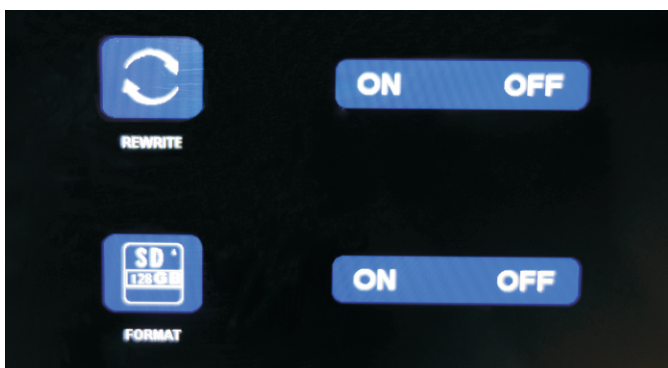 ON OFF
REWRITE
SD
128GB
ON OFF
FORMAT